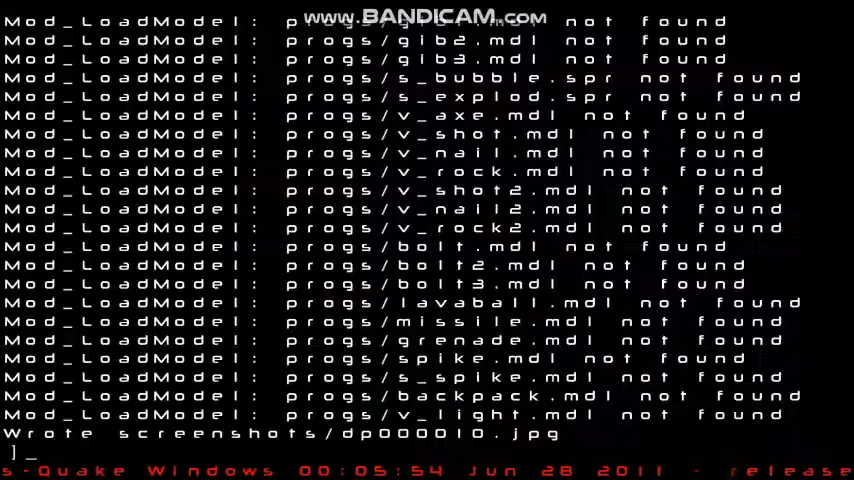 www.BANDICAM.com
Mod_LoadModel: progs/gib1.mdl not found
Mod_LoadModel: progs/gib2.mdl not found
Mod_LoadModel: progs/gib3.mdl not found
Mod_LoadModel: progs/s_bubble.spr not found
Mod_LoadModel: progs/s_explod.spr not found
Mod_LoadModel: progs/v_axe.mdl not found
Mod_LoadModel: progs/v_shot.mdl not found
Mod_LoadModel: progs/v_nail.mdl not found
Mod_LoadModel: progs/v_rock.mdl not found
Mod_LoadModel: progs/v_shot2.mdl not found
Mod_LoadModel: progs/v_nail2.mdl not found
Mod_LoadModel: progs/v_rock2.mdl not found
Mod_LoadModel: progs/bolt.mdl not found
Mod_LoadModel: progs/bolt2.mdl not found
Mod_LoadModel: progs/bolt3.mdl not found
Mod_LoadModel: progs/lavaball.mdl not found
Mod_LoadModel: progs/missile.mdl not found
Mod_LoadModel: progs/grenade.mdl not found
Mod_LoadModel: progs/spike.mdl not found
Mod_LoadModel: progs/s_spike.mdl not found
Mod_LoadModel: progs/backpack.mdl not found
Mod_LoadModel: progs/v_light.mdl not found
Wrote screenshots/dp000010.jpg
]_
s-Quake Windows 00:05:54 Jun 28 2011 - release